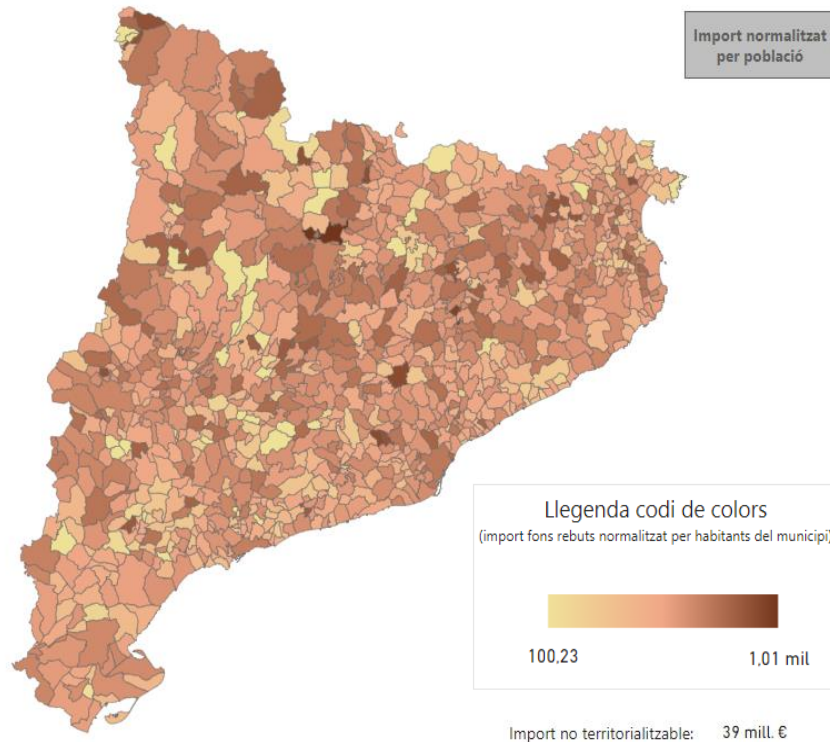 Import normalitzat
per població
Llegenda codi de colors
(import fons rebuts normalitzat per habitants del municipi)
100,23
1,01 mil
Import no territorialitzable: 39 mill. €